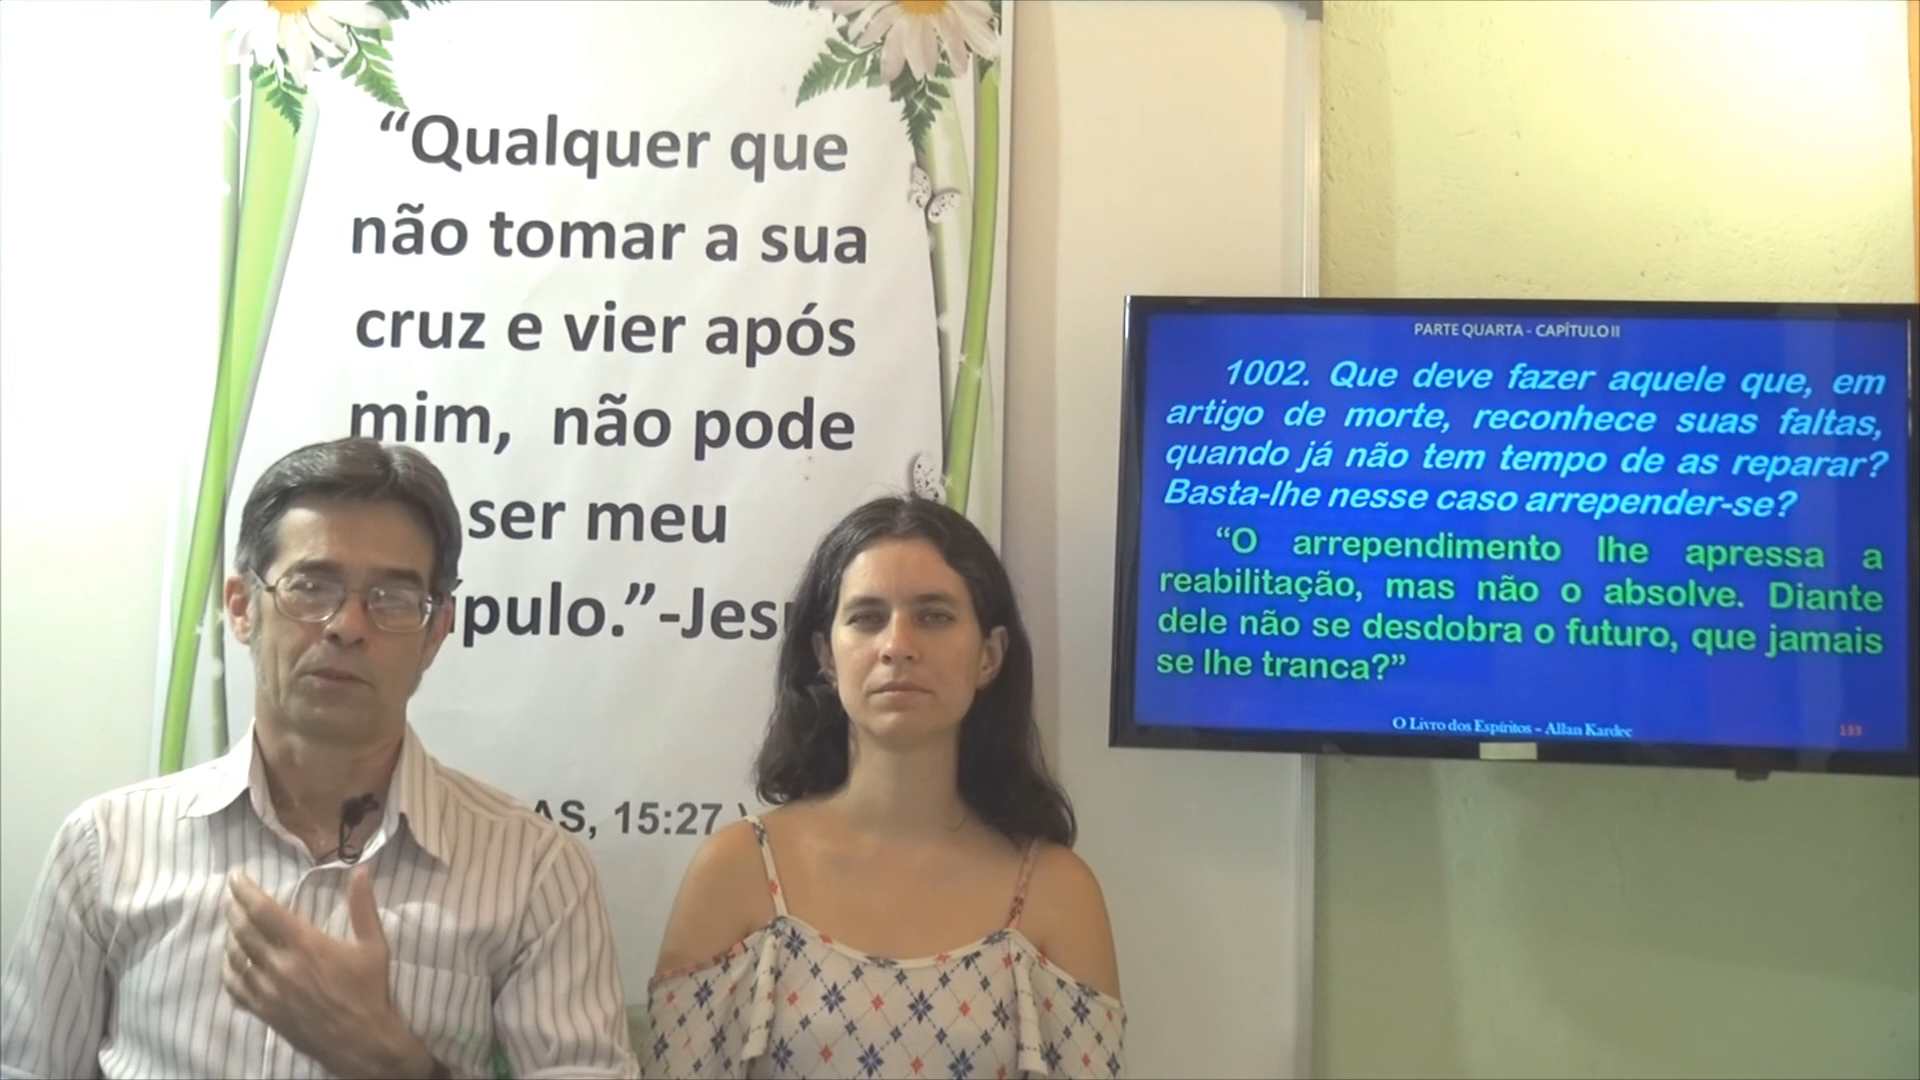 “Qualquer que
não tomar a sua
cruz e vier após
mim, não pode
ser meu
ípulo.”-Jesu
AS, 15:27 )
PARTE QUARTA - CAPÍTULO II
1002. Que deve fazer aquele que, em
artigo de morte, reconhece suas faltas,
quando já não tem tempo de as reparar?
Basta-lhe nesse caso arrepender-se?
“O arrependimento lhe apressa a
reabilitação, mas não o absolve. Diante
dele não se desdobra o futuro, que jamais
se lhe tranca?”
O Livro dos Espíritos - Allan Kardec
193